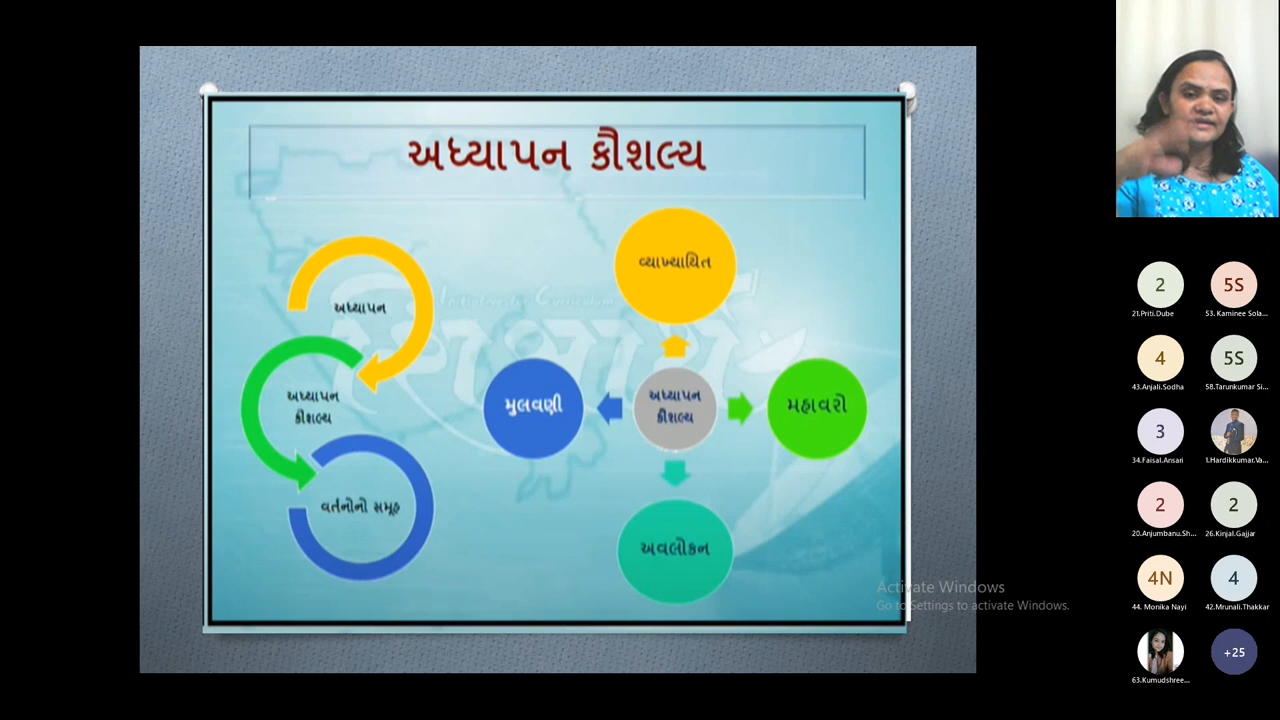 અધ્યાપન કૌશલ્ય
અધ્યાપન
અધ્યાપન
કૌશલ્ય
વર્તનોનો સમૂહ
વ્યાખ્યાયિત
મુલવણી
અધ્યાપન
કૌશલ્ય
મહાવરો
અવલોકન
Initiative for Curriculum
Activate Windows
Go to Settings to activate Windows.
2
5S
21.Priti.Dube
53. Kaminee Sola...
4
5S
43.Anjali.Sodha
58.Tarunkumar Si...
3
34.Faisal.Ansari
1.Hardikkumar.Va...
2
2
20.Anjumbanu.Sh...
26.Kinjal.Gajjar
4N
4
44. Monika Nayi
42.Mrunali.Thakkar
+25
63.Kumudshree...